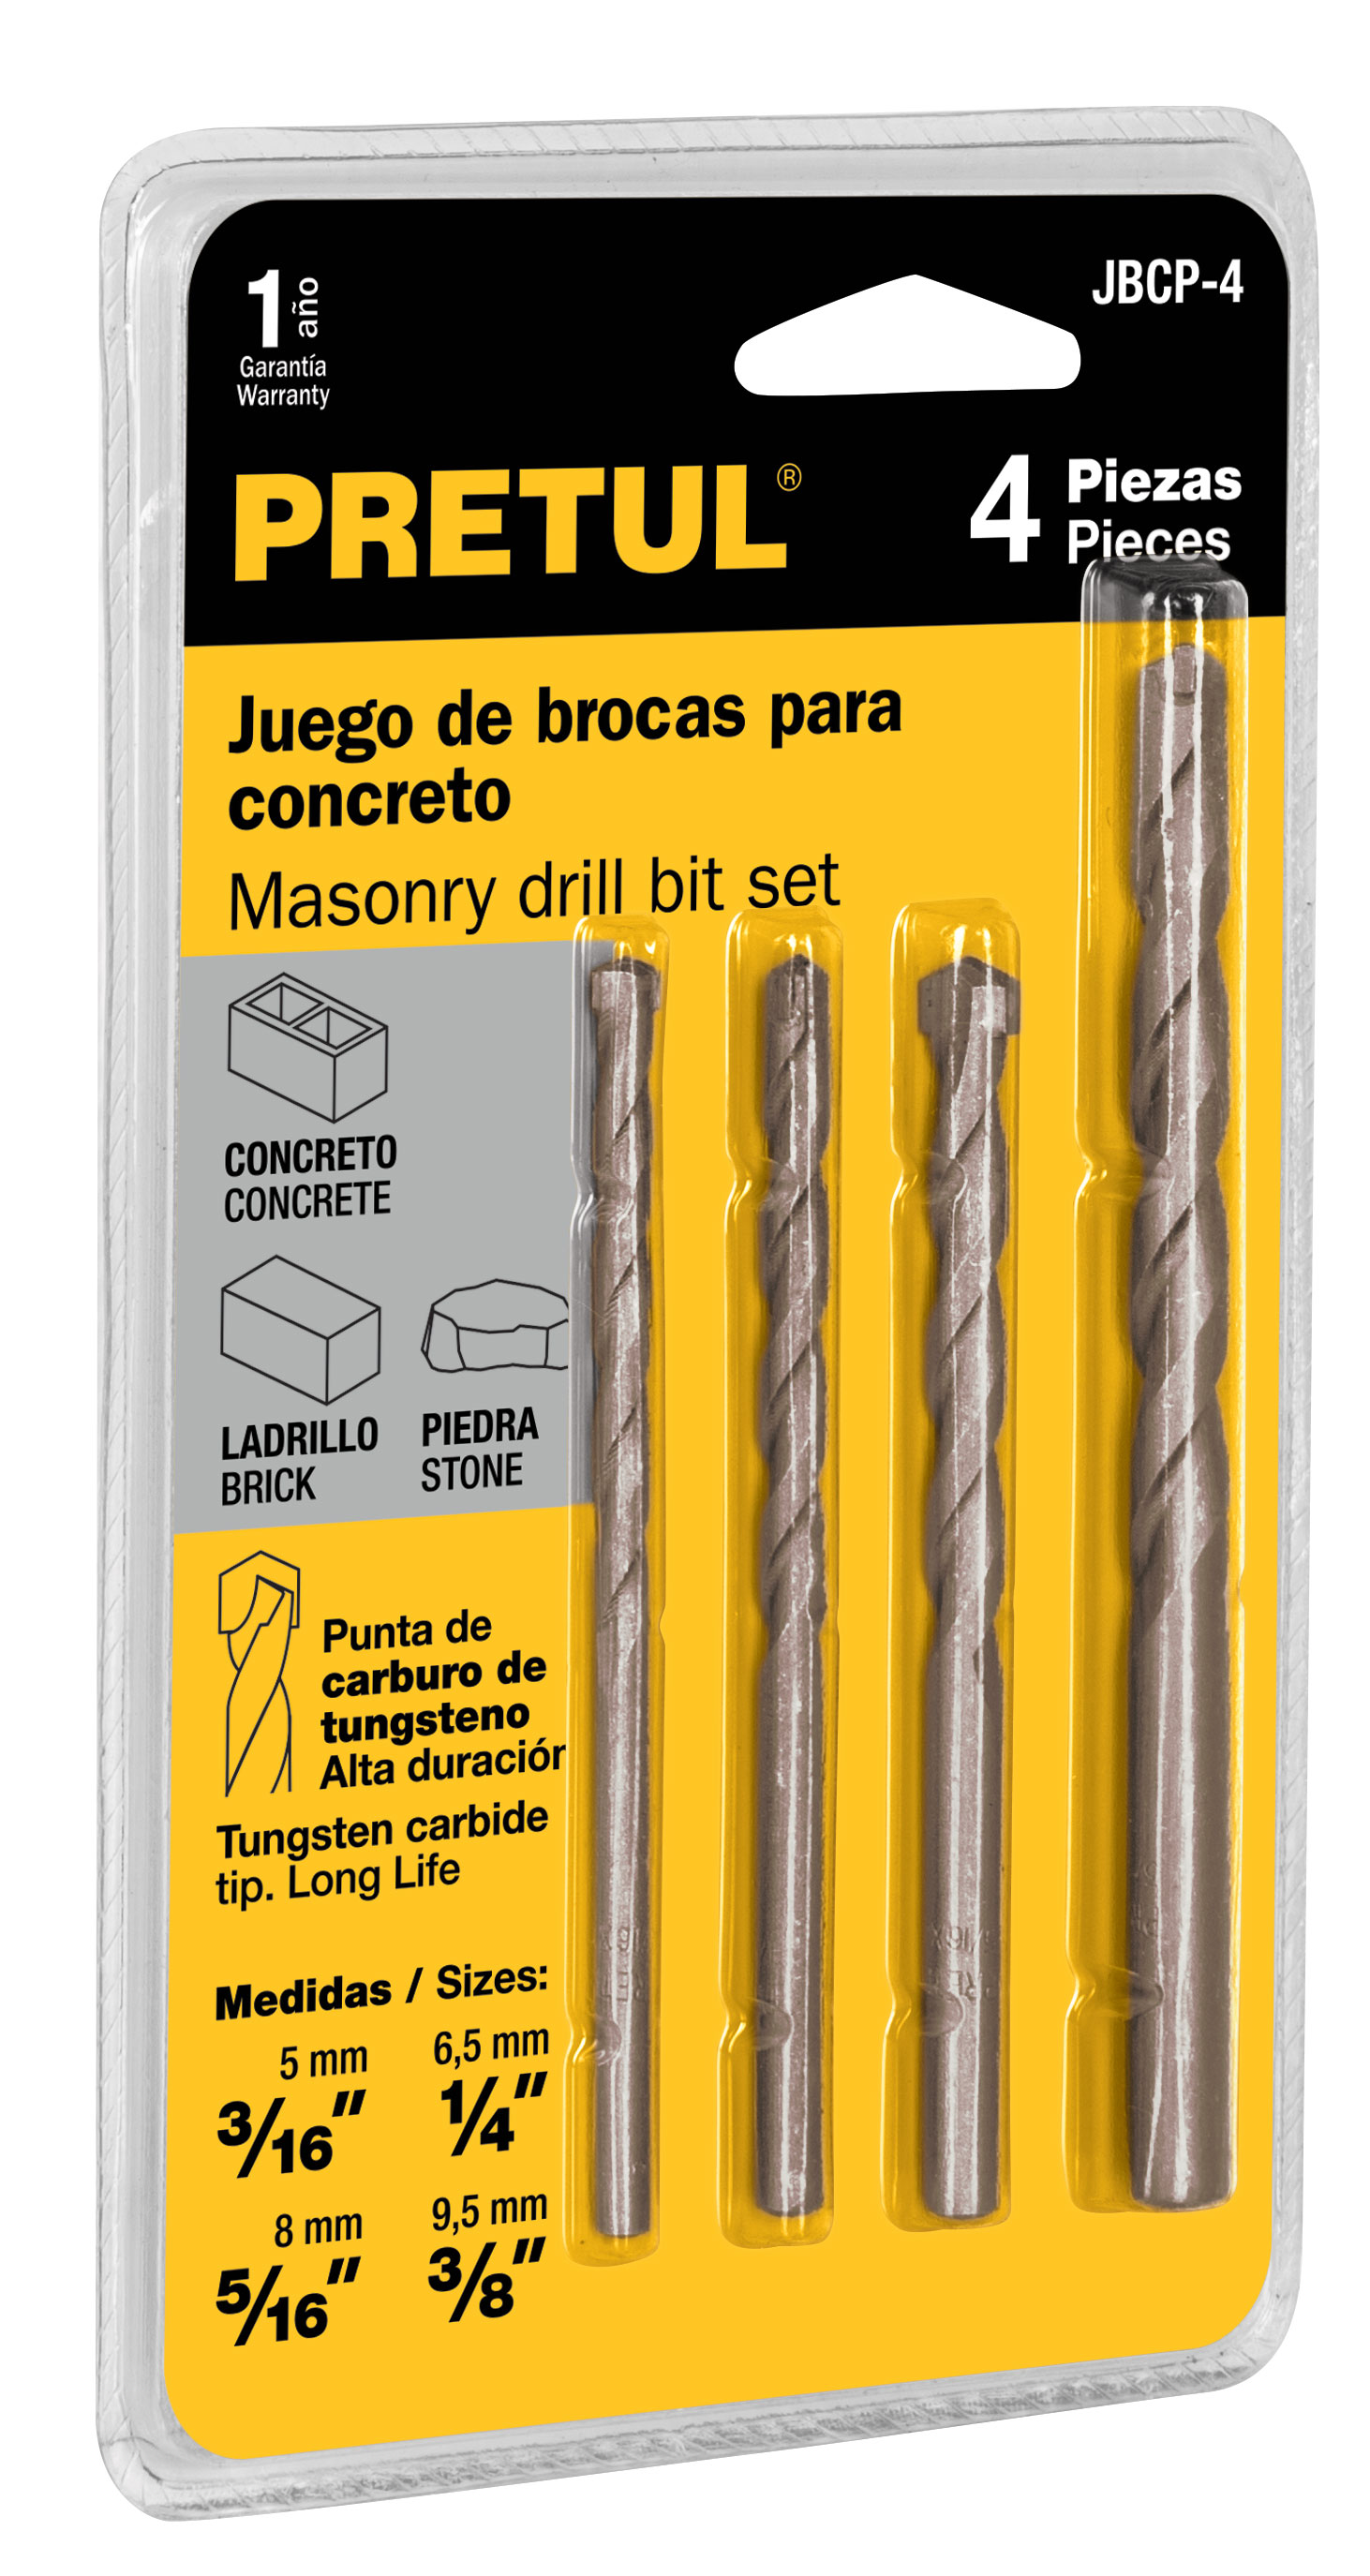 1 año
Garantía
Warranty
JBCP-4
PRETUL®
4 Piezas
Pieces
Juego de brocas para
concreto
Masonry drill bit set
CONCRETO
CONCRETE
LADRILLO
BRICK
PIEDRA
STONE
Punta de
carburo de
tungsteno
Alta duración
Tungsten carbide
tip. Long Life
Medidas / Sizes:
5 mm
3/16"
6,5 mm
1/4"
8 mm
5/16"
9,5 mm
3/8"